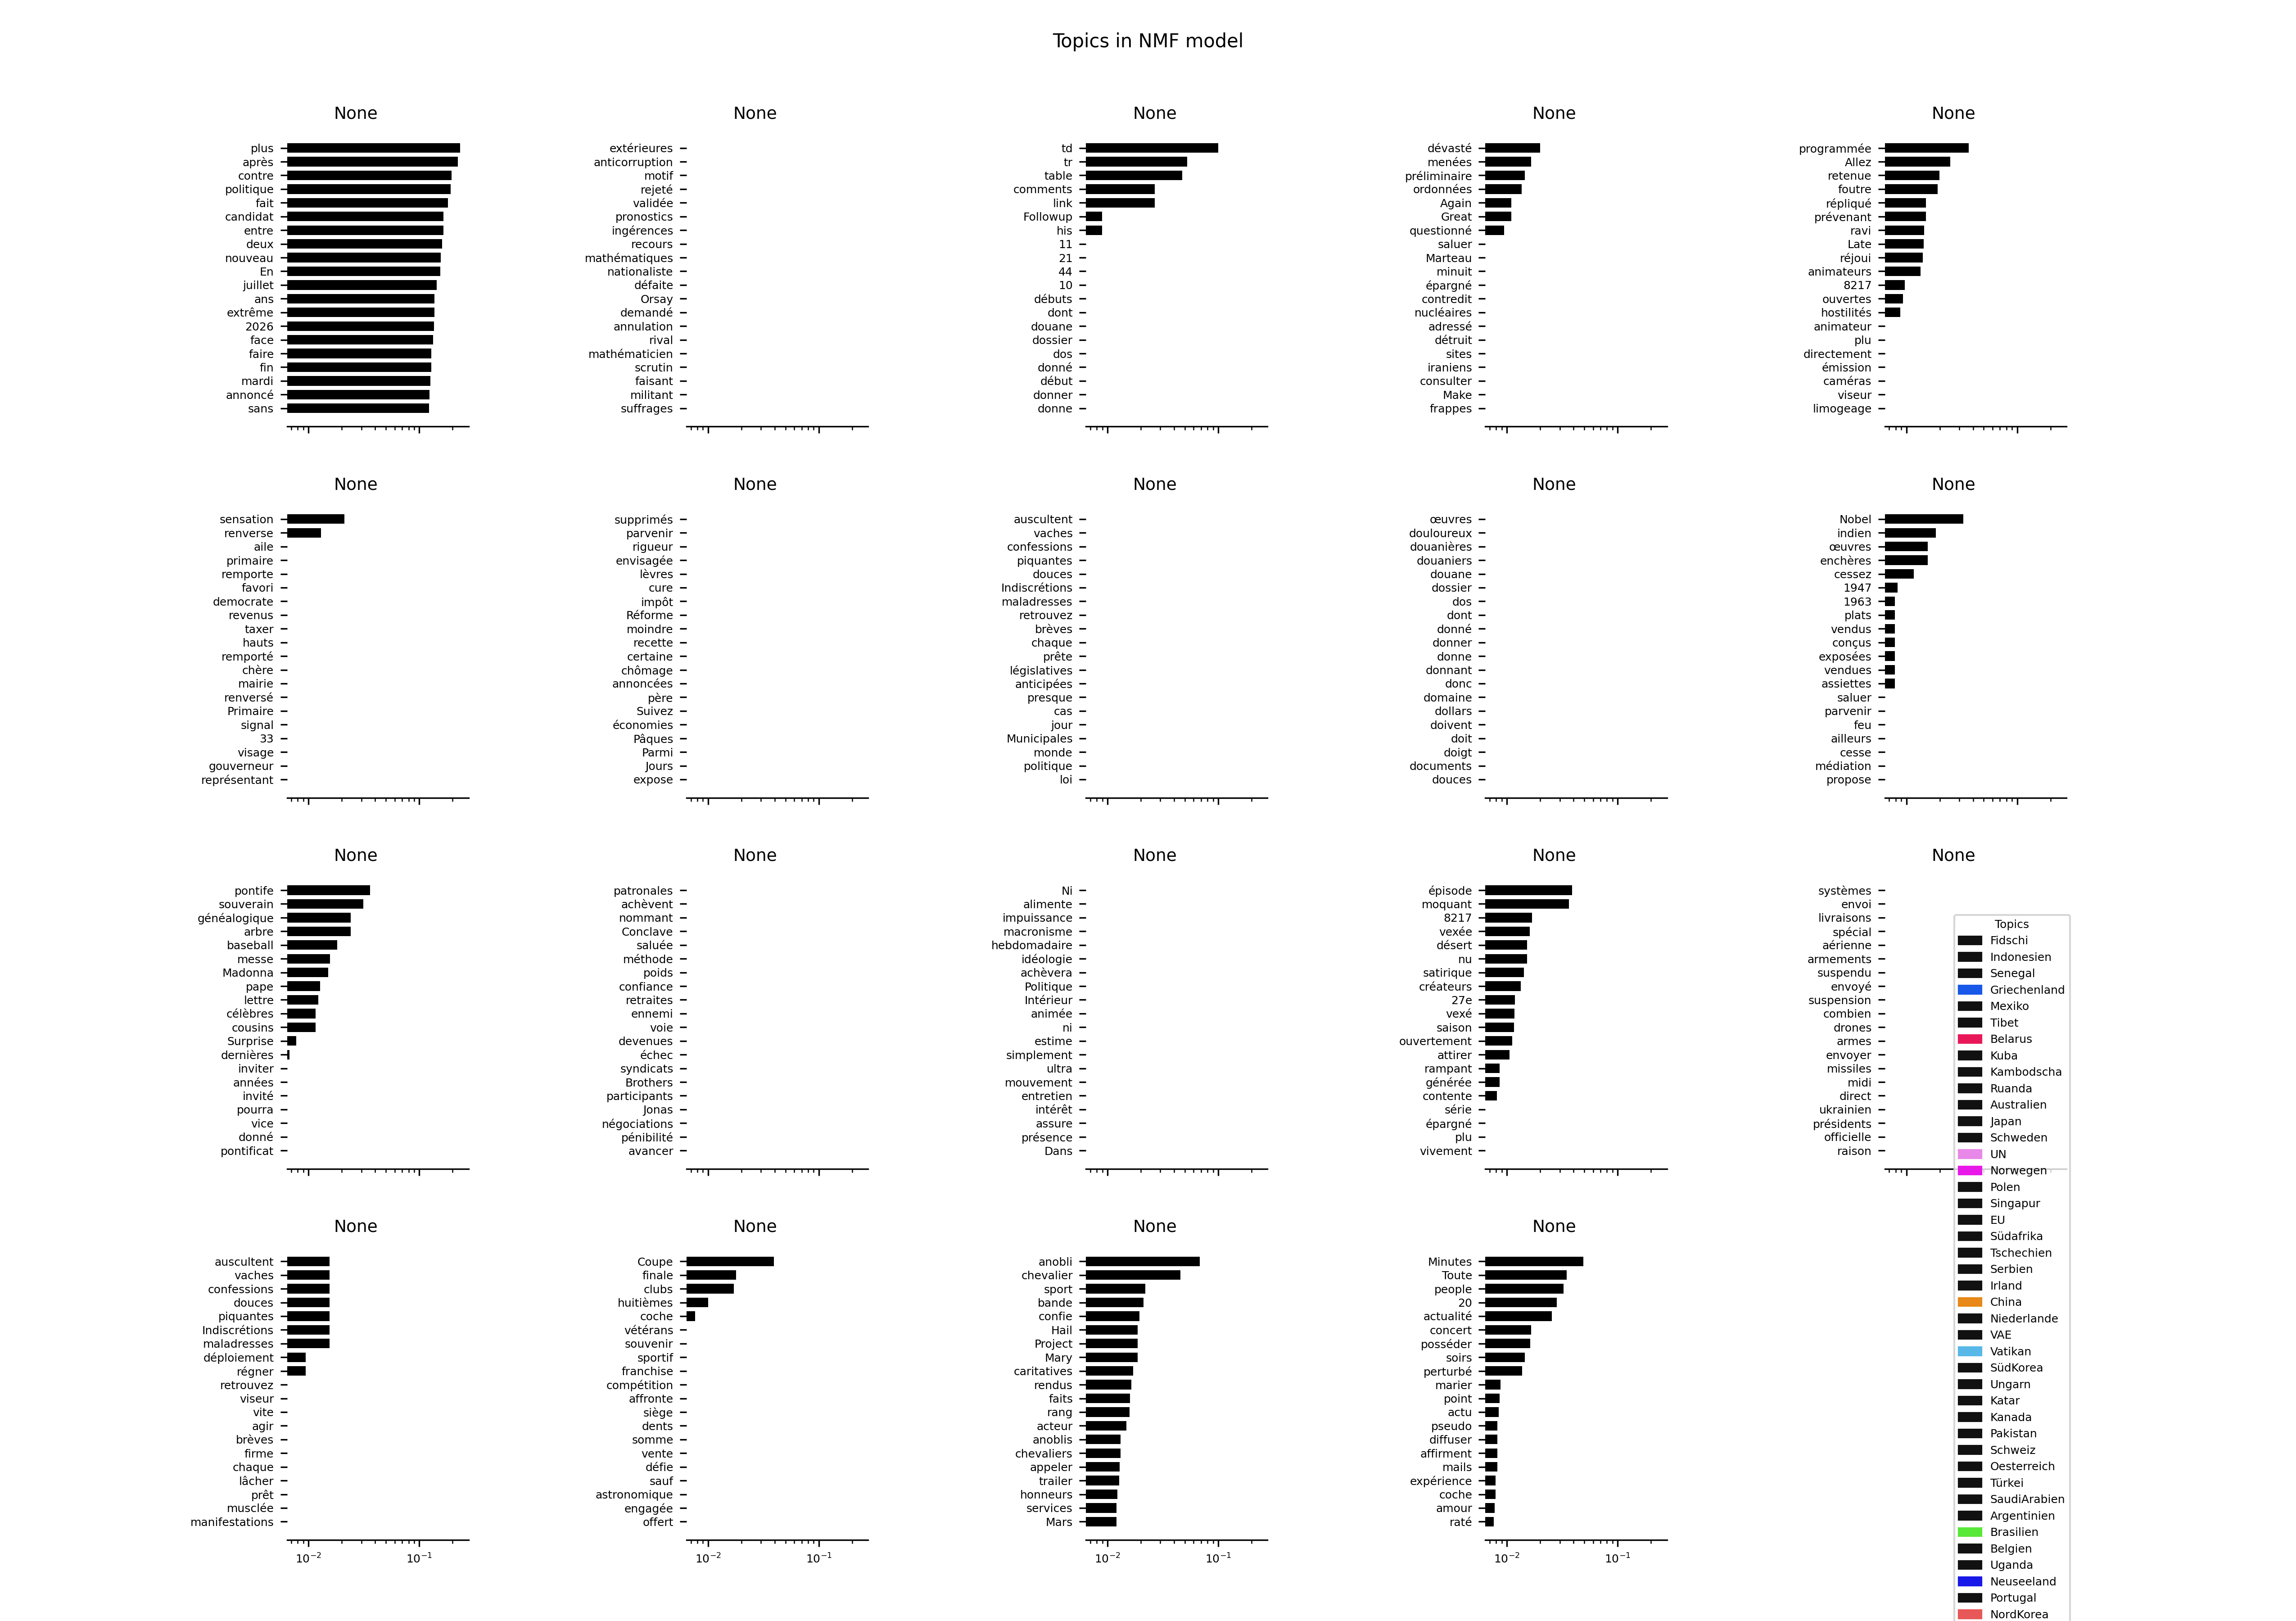 Topics in NMF model
None
plus
après
contre
politique
fait
candidat
entre
deux
nouveau
En
juillet
ans
extrême
2026
face
faire
fin
mardi
annoncé
sans
None
extérieures
anticorruption
motif
rejeté
validée
pronostics
ingérences
recours
mathématiques
nationaliste
défaite
Orsay
demandé
annulation
rival
mathématicien
scrutin
faisant
militant
suffrages
None
td
tr
table
comments
link
Followup
his
11
21
44
10
débuts
dont
douane
dossier
dos
donné
début
donner
donne
None
dévasté
menées
préliminaire
ordonnées
Again
Great
questionné
saluer
Marteau
minuit
épargné
contredit
nucléaires
adressé
détruit
sites
iraniens
consulter
Make
frappes
None
programmée
Allez
retenue
foutre
répliqué
prévenant
ravi
Late
réjoui
animateurs
8217
ouvertes
hostilités
animateur
plu
directement
émission
caméras
viseur
limogeage
None
sensation
renverse
aile
primaire
remporte
favori
democrate
revenus
taxer
hauts
remporté
chère
mairie
renversé
Primaire
signal
33
visage
gouverneur
représentant
None
supprimés
parvenir
rigueur
envisagée
lèvres
cure
impôt
Réforme
moindre
recette
certaine
chômage
annoncées
père
Suivez
économies
Pâques
Parmi
Jours
expose
None
auscultent
vaches
confessions
piquantes
douces
Indiscrétions
maladresses
retrouvez
brèves
chaque
prête
législatives
anticipées
presque
cas
jour
Municipales
monde
politique
loi
None
œuvres
douloureux
douanières
douaniers
douane
dossier
dos
dont
donné
donner
donne
donnant
donc
domaine
dollars
doivent
doit
doigt
documents
douces
None
Nobel
indien
œuvres
enchères
cessez
1947
1963
plats
vendus
conçus
exposées
vendues
assiettes
saluer
parvenir
feu
ailleurs
cesse
médiation
propose
None
pontife
souverain
généalogique
arbre
baseball
messe
Madonna
pape
lettre
célèbres
cousins
Surprise
dernières
inviter
années
invité
pourra
vice
donné
pontificat
None
patronales
achèvent
nommant
Conclave
saluée
méthode
poids
confiance
retraites
ennemi
voie
devenues
échec
syndicats
Brothers
participants
Jonas
négociations
pénibilité
avancer
None
Ni
alimente
impuissance
macronisme
hebdomadaire
idéologie
achèvera
Politique
Intérieur
animée
ni
estime
simplement
ultra
mouvement
entretien
intérêt
assure
présence
Dans
None
épisode
moquant
8217
vexée
désert
nu
satirique
créateurs
27e
vexé
saison
ouvertement
attirer
rampant
générée
contente
série
épargné
plu
vivement
None
systèmes
envoi
livraisons
spécial
aérienne
armements
suspendu
envoyé
suspension
combien
drones
armes
envoyer
missiles
midi
direct
ukrainien
présidents
officielle
raison
None
auscultent
vaches
confessions
douces
piquantes
Indiscrétions
maladresses
déploiement
régner
retrouvez
viseur
vite
agir
brèves
firme
chaque
lâcher
prêt
musclée
manifestations
10⁻² 10⁻¹
None
Coupe
finale
clubs
huitièmes
coche
vétérans
souvenir
sportif
franchise
compétition
affronte
siège
dents
somme
vente
défie
sauf
astronomique
engagée
offert
10⁻² 10⁻¹
None
anobli
chevalier
sport
bande
confie
Hail
Project
Mary
caritatives
rendus
faits
rang
acteur
anoblis
chevaliers
appeler
trailer
honneurs
services
Mars
10⁻² 10⁻¹
None
Minutes
Toute
people
20
actualité
concert
posséder
soirs
perturbé
marier
point
actu
pseudo
diffuser
affirment
mails
expérience
coche
amour
raté
10⁻² 10⁻¹
Topics
Fidschi
Indonesien
Senegal
Griechenland
Mexiko
Tibet
Belarus
Kuba
Kambodscha
Ruanda
Australien
Japan
Schweden
UN
Norwegen
Polen
Singapur
EU
Südafrika
Tschechien
Serbien
Irland
China
Niederlande
VAE
Vatikan
SüdKorea
Ungarn
Katar
Kanada
Pakistan
Schweiz
Oesterreich
Türkei
SaudiArabien
Argentinien
Brasilien
Belgien
Uganda
Neuseeland
Portugal
NordKorea